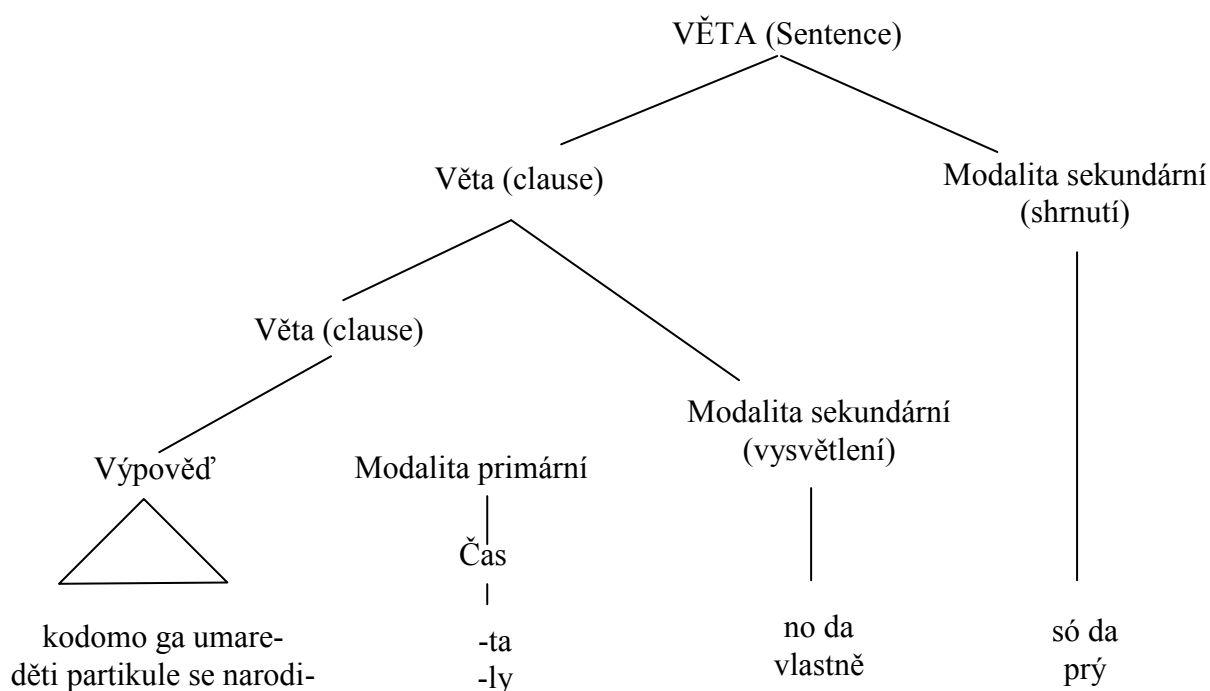 VĚTA (Sentence)
Věta (clause)
Modalita sekundární
(shrnutí)
Věta (clause)
Modalita sekundární
(vysvětlení)
Výpověď
Modalita primární
Čas
kodomo ga umare-
děti partikule se narodi-
-ta
-ly
no da
vlastně
só da
prý